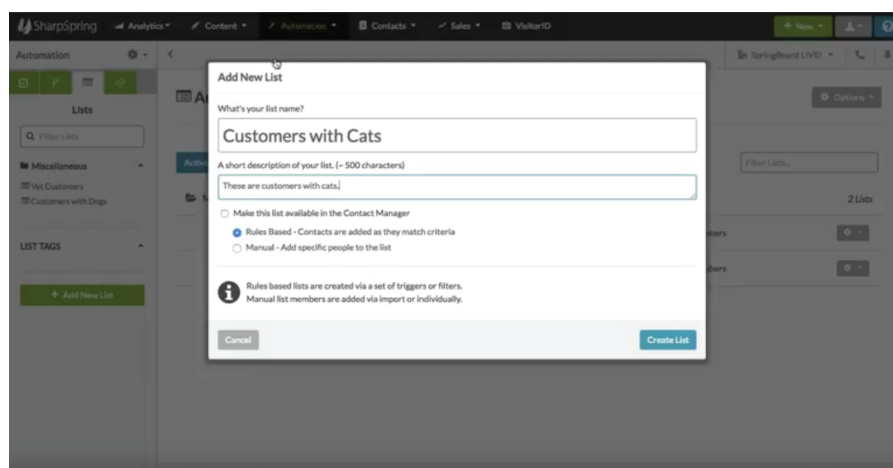 SharpSpring Analytics Content Automation Contacts Sales VisitorID + New
Automation
SpringBoard LIVE!
Lists
Filter Lists
Miscellaneous
Vet Customers
Customers with Dogs
LIST TAGS
+ Add New List
Options
Filter Lists...
2 Lists
Add New List
What's your list name?
Customers with Cats
A short description of your list. (~ 500 characters)
These are customers with cats.
Make this list available in the Contact Manager
Rules Based - Contacts are added as they match criteria
Manual - Add specific people to the list
Rules based lists are created via a set of triggers or filters.
Manual list members are added via import or individually.
Cancel
Create List